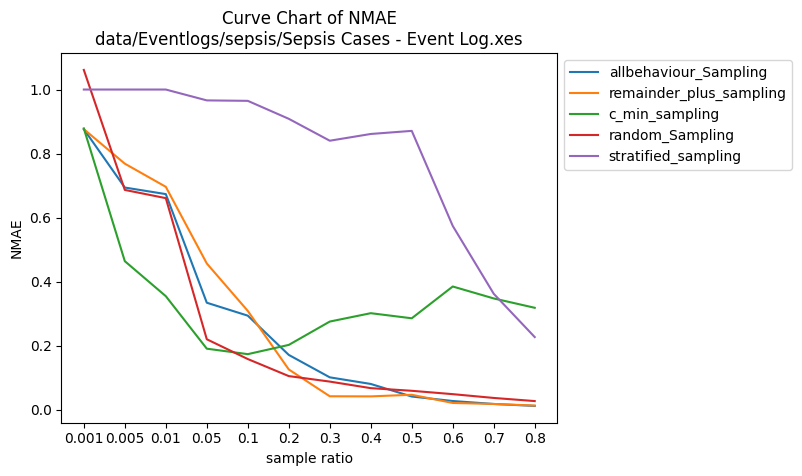 Curve Chart of NMAE
data/Eventlogs/sepsis/Sepsis Cases - Event Log.xes
allbehaviour_Sampling
remainder_plus_sampling
c_min_sampling
random_Sampling
stratified_sampling
NMAE
1.0
0.8
0.6
0.4
0.2
0.0
0.001 0.005 0.01 0.05 0.1 0.2 0.3 0.4 0.5 0.6 0.7 0.8
sample ratio